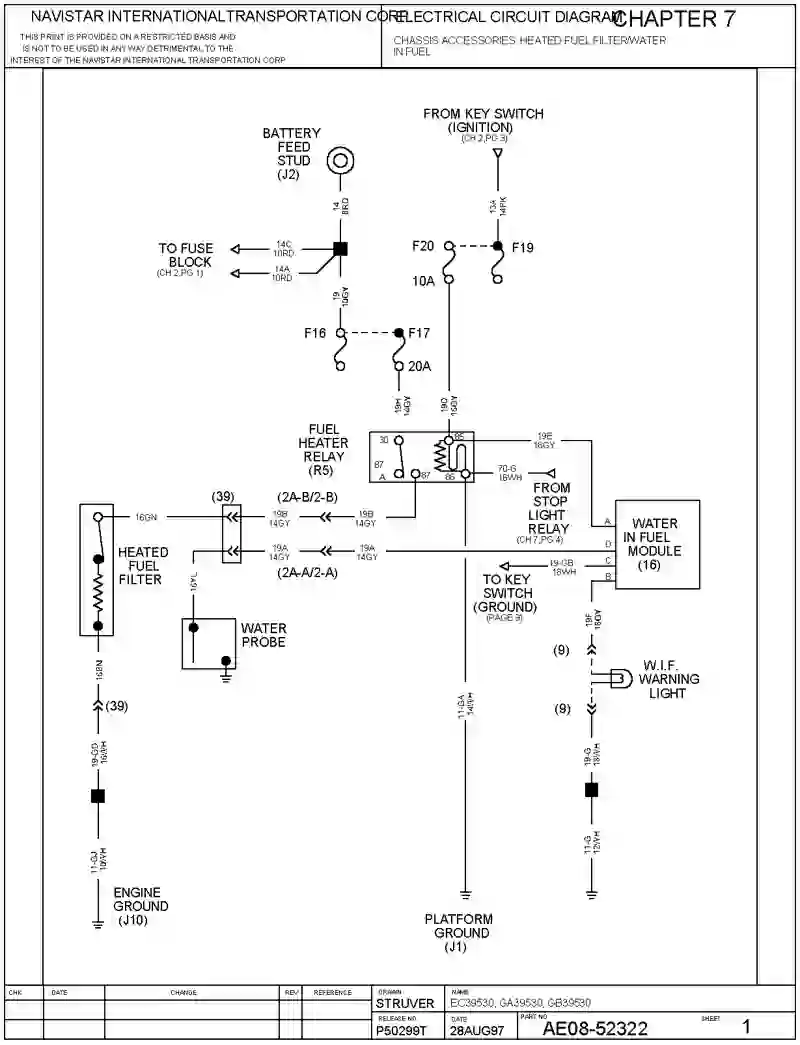 NAVISTAR INTERNATIONAL TRANSPORTATION CORP.
THIS PRINT IS PROVIDED ON A RESTRICTED BASIS AND
IS NOT TO BE USED IN ANY WAY DETRIMENTAL TO THE
INTEREST OF THE NAVISTAR INTERNATIONAL TRANSPORTATION CORP
ELECTRICAL CIRCUIT DIAGRAM
CHAPTER 7
CHASSIS ACCESSORIES: HEATED FUEL FILTER/WATER
IN FUEL
BATTERY
FEED
STUD
(J2)
FROM KEY SWITCH
(IGNITION)
(CH 2,PG 3)
14
8RD
13A
14PK
TO FUSE
BLOCK
(CH 2,PG 1)
14C
10RD
14A
10RD
F20
F19
10A
19
10GY
F16
F17
20A
19H
14GY
19D
16GY
FUEL
HEATER
RELAY
(R5)
30
85
87
A
87
86
19E
18GY
70-G
18WH
FROM
STOP
LIGHT
RELAY
(CH 7,PG 4)
(39)
(2A-B/2-B)
16GN
19B
14GY
19B
14GY
19A
14GY
19A
14GY
(2A-A/2-A)
HEATED
FUEL
FILTER
16YL
WATER
PROBE
A
D
C
B
WATER
IN FUEL
MODULE
(16)
19-GB
18WH
TO KEY
SWITCH
(GROUND)
19F
18GY
(9)
W.I.F.
WARNING
LIGHT
(9)
16BN
(39)
11-GA
14WH
19-GD
16WH
19-G
18WH
11-GJ
10WH
11-G
12WH
ENGINE
GROUND
(J10)
PLATFORM
GROUND
(J1)
CHK
DATE
CHANGE
REV
REFERENCE
DRAWN
STRUVER
NAME
EC39530, GA39530, GB39530
RELEASE NO.
P50299T
DATE
28AUG97
PART NO.
AE08-52322
SHEET
1